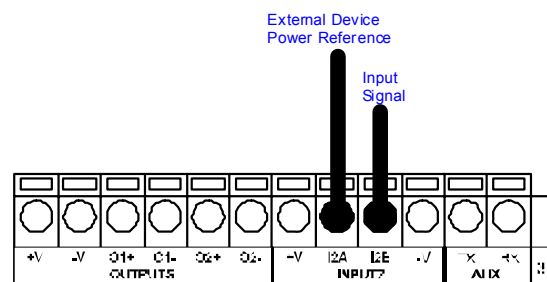 External Device
Power Reference
Input
Signal
+V -V O1+ O1- O2+ O2- +V I2A I2B -V TX RX
OUTPUTS INPUT2 AUX